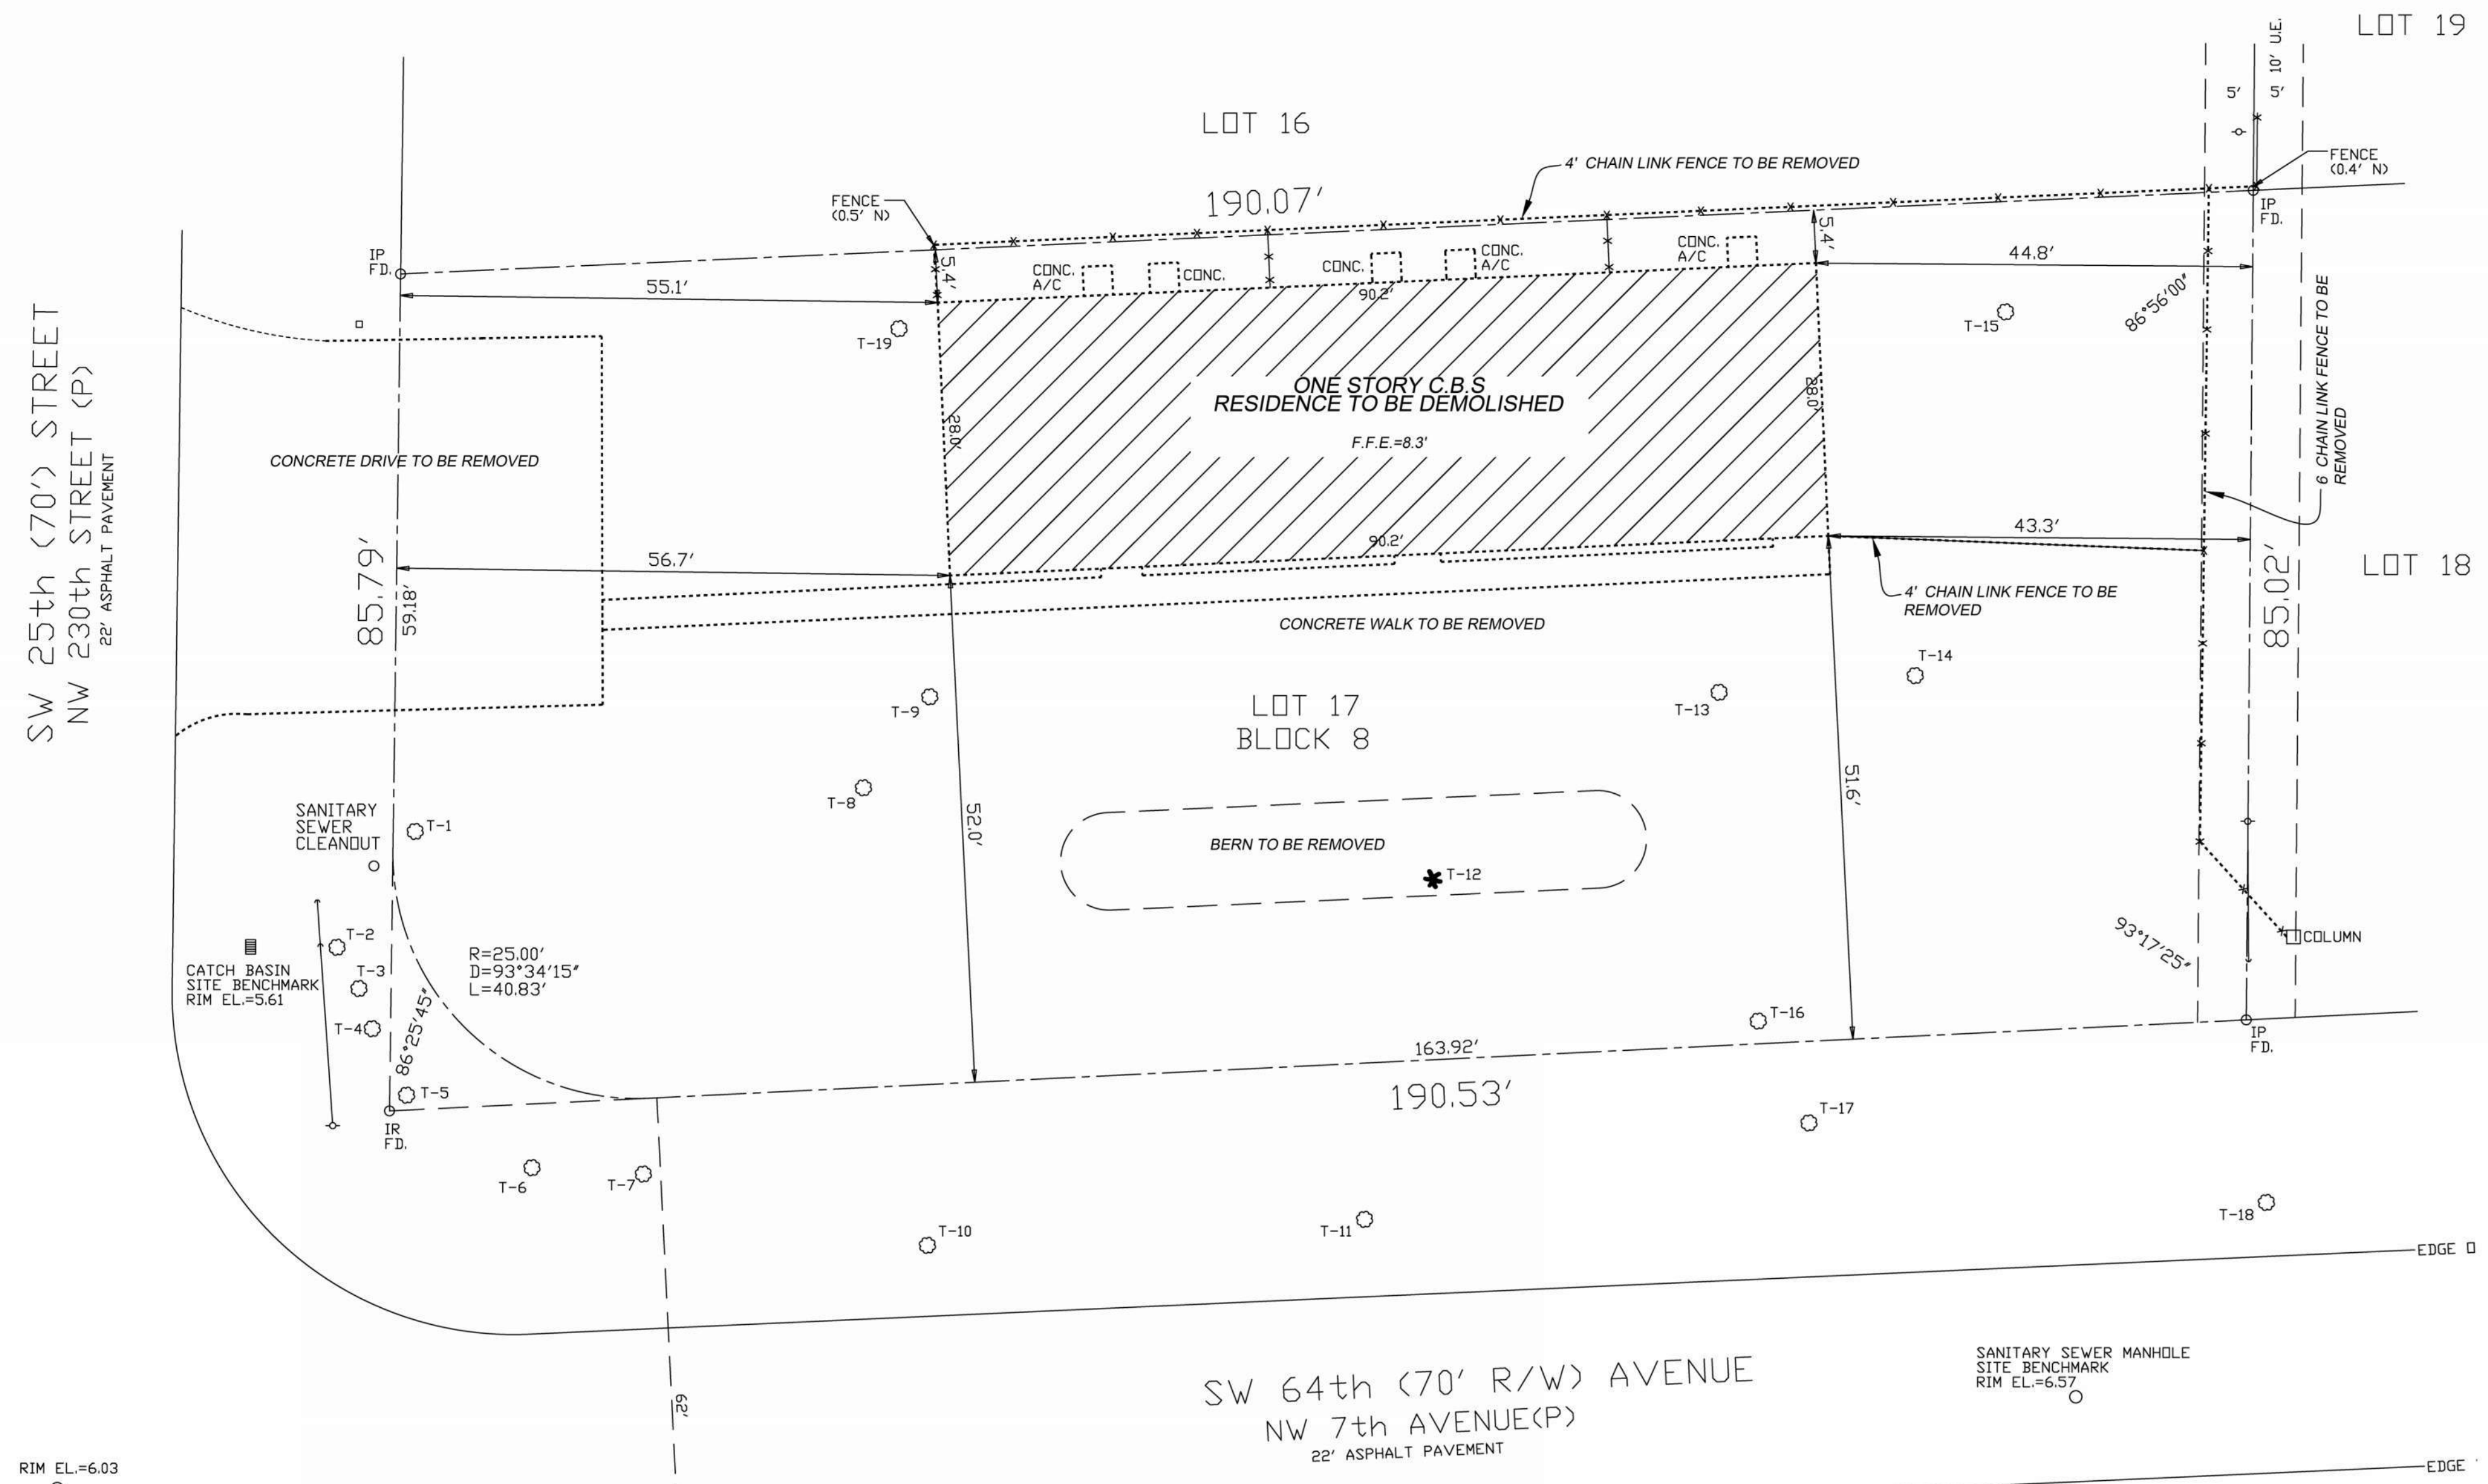 LOT 19
10' U.E.
5'
5'
LOT 16
4' CHAIN LINK FENCE TO BE REMOVED
FENCE
(0.4' N)
FENCE
(0.5' N)
190.07'
IP
FD.
IP
FD.
5.4'
5.4'
CONC.
A/C
CONC.
CONC.
CONC.
A/C
CONC.
A/C
44.8'
55.1'
90.2'
86°56'00"
T-15
T-19
6 CHAIN LINK FENCE TO BE
REMOVED
SW 25th (70') STREET
NW 230th STREET (P)
22' ASPHALT PAVEMENT
ONE STORY C.B.S
RESIDENCE TO BE DEMOLISHED
F.F.E.=8.3'
28.0'
28.0'
CONCRETE DRIVE TO BE REMOVED
90.2'
43.3'
56.7'
85.79'
59.18'
85.02'
LOT 18
4' CHAIN LINK FENCE TO BE
REMOVED
CONCRETE WALK TO BE REMOVED
T-14
T-9
LOT 17
BLOCK 8
T-13
T-8
52.0'
51.6'
SANITARY
SEWER
CLEANOUT
T-1
BERN TO BE REMOVED
T-12
T-2
T-3
CATCH BASIN
SITE BENCHMARK
RIM EL.=5.61
R=25.00'
D=93°34'15"
L=40.83'
93°17'25"
COLUMN
T-4
86°25'45"
T-16
163.92'
190.53'
IP
FD.
T-5
IR
FD.
T-17
T-6
T-7
T-10
T-11
T-18
EDGE O
SW 64th (70' R/W) AVENUE
NW 7th AVENUE(P)
22' ASPHALT PAVEMENT
62'
SANITARY SEWER MANHOLE
SITE BENCHMARK
RIM EL.=6.57
RIM EL.=6.03
EDGE